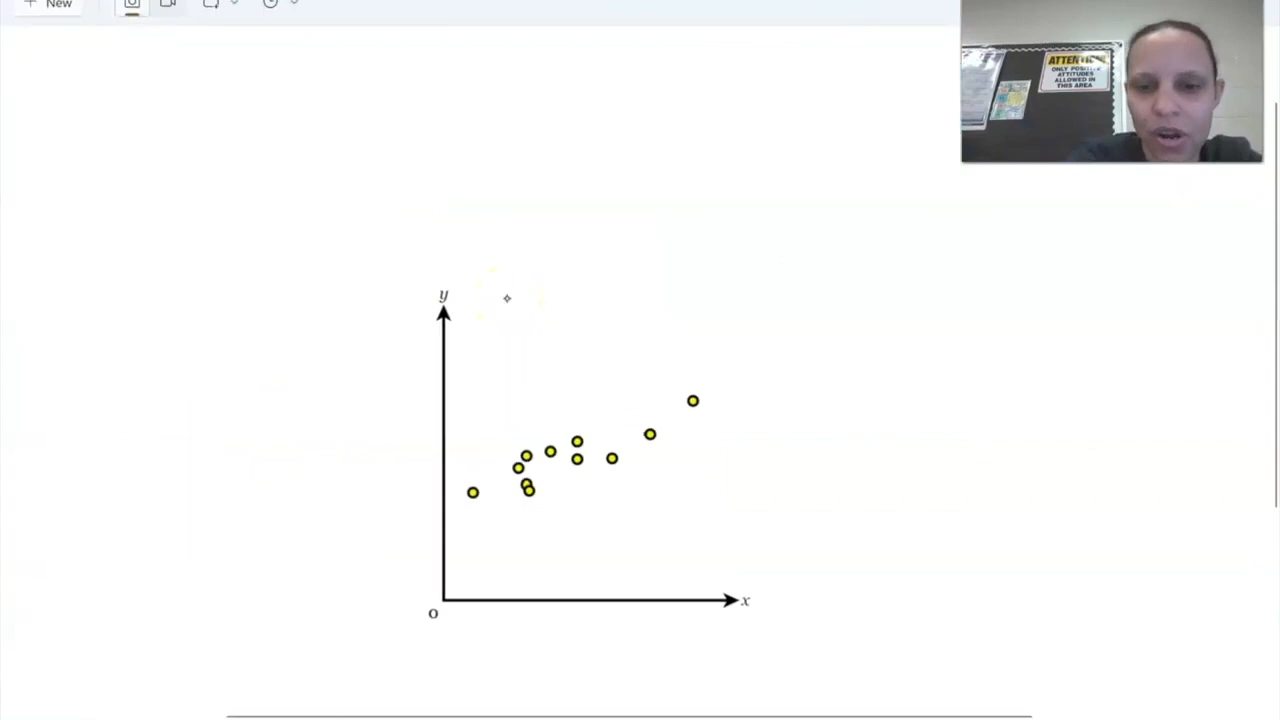 + New
ATTENTION
ONLY POSITIVE
ATTITUDES
ALLOWED IN
THIS AREA
y
x
o